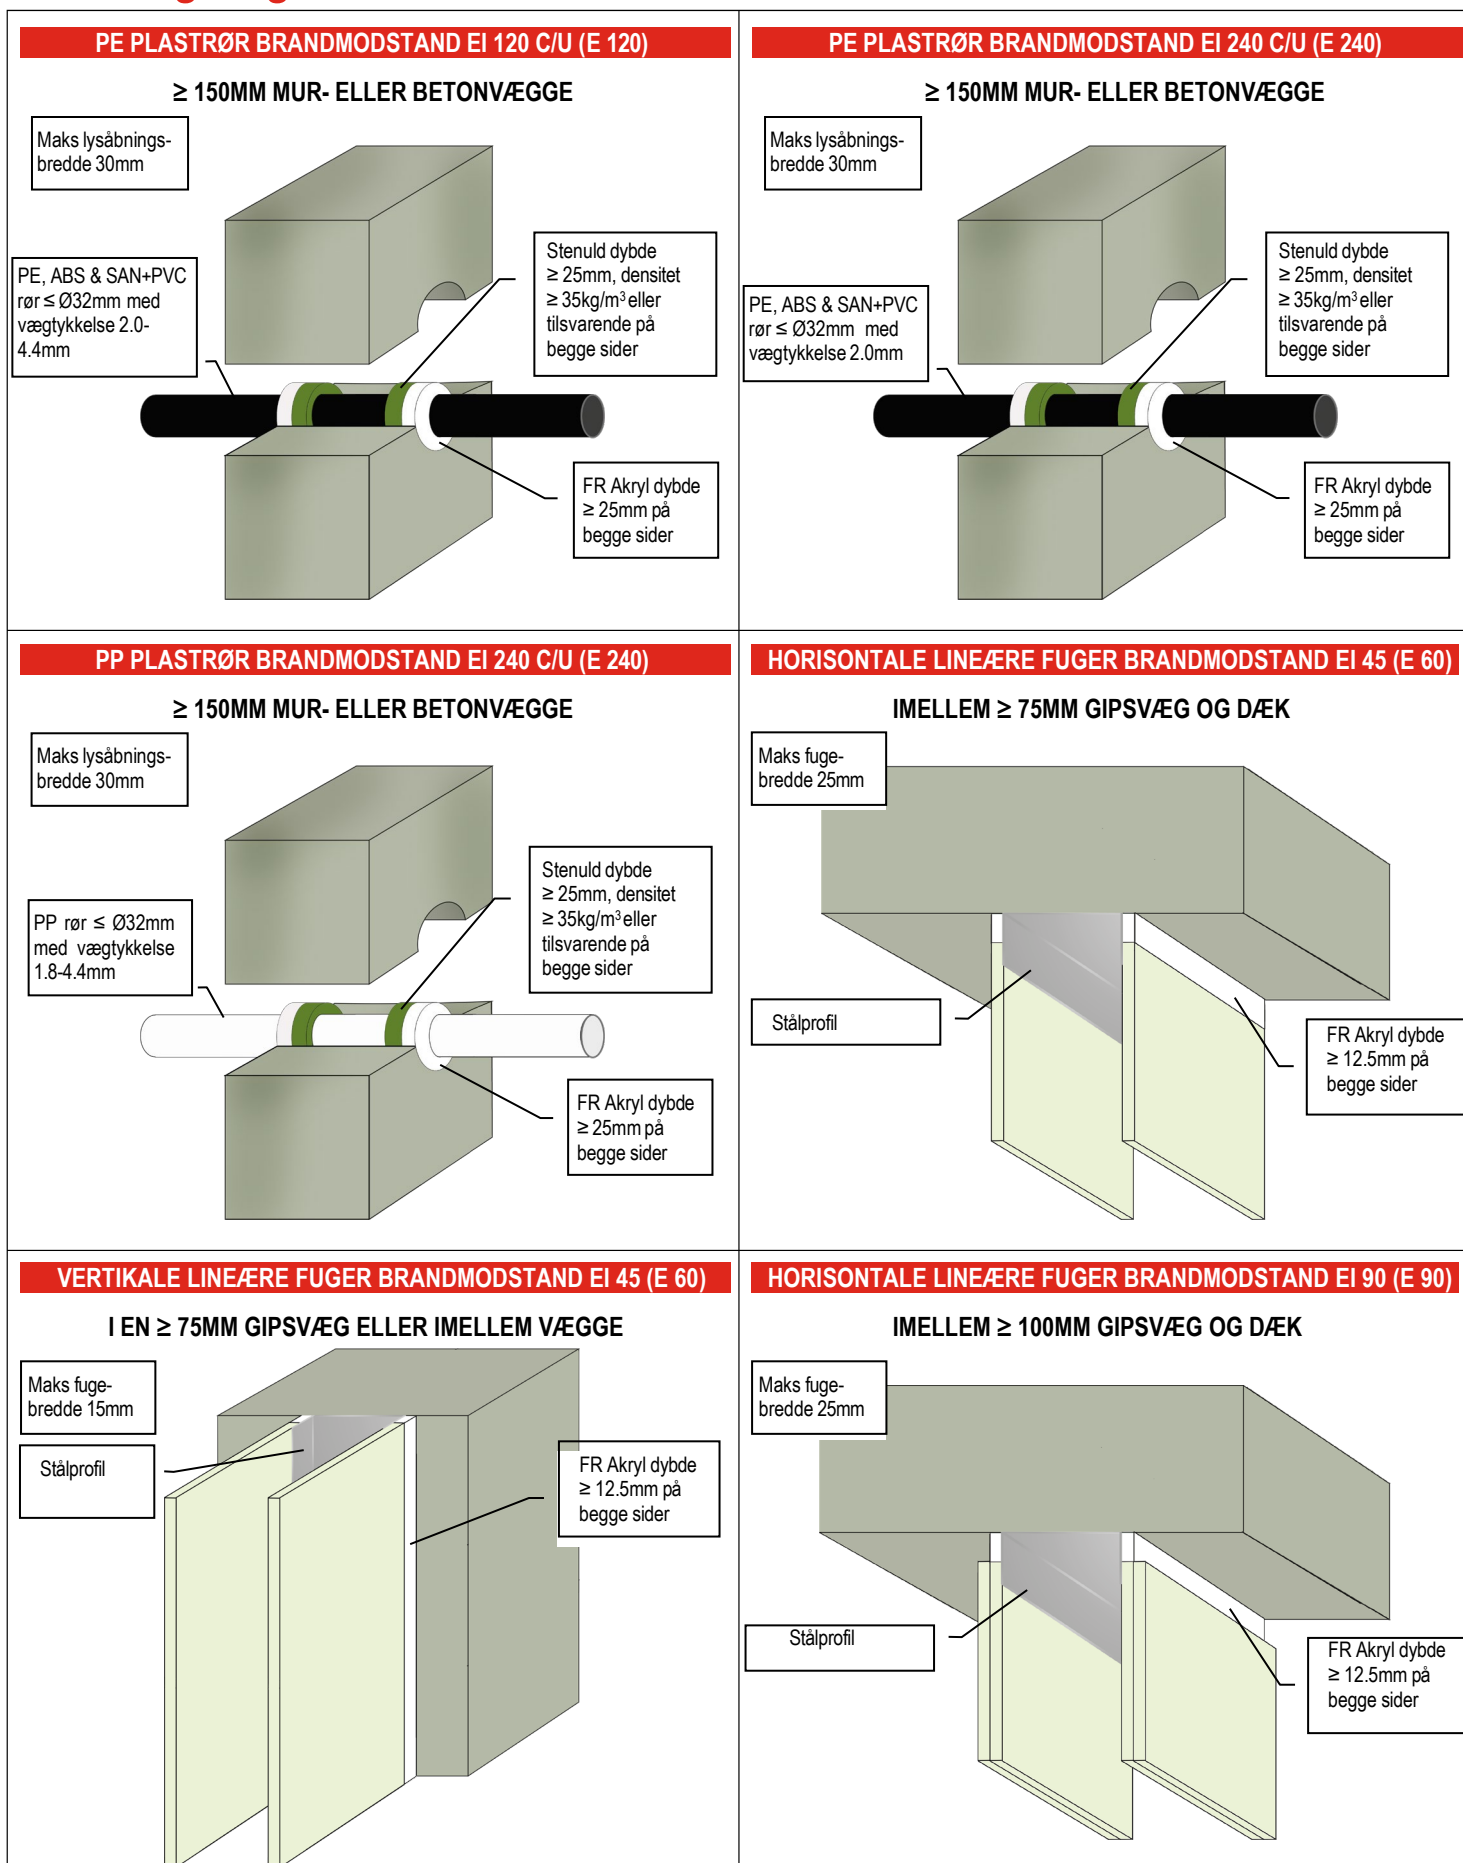 PE PLASTRØR BRANDMODSTAND EI 120 C/U (E 120)
≥ 150MM MUR- ELLER BETONVÆGGE
Maks lysåbnings-
bredde 30mm
PE, ABS & SAN+PVC
rør ≤ Ø32mm med
vægtykkelse 2.0-
4.4mm
Stenuld dybde
≥ 25mm, densitet
≥ 35kg/m³ eller
tilsvarende på
begge sider
FR Akryl dybde
≥ 25mm på
begge sider
PE PLASTRØR BRANDMODSTAND EI 240 C/U (E 240)
≥ 150MM MUR- ELLER BETONVÆGGE
Maks lysåbnings-
bredde 30mm
PE, ABS & SAN+PVC
rør ≤ Ø32mm med
vægtykkelse 2.0mm
Stenuld dybde
≥ 25mm, densitet
≥ 35kg/m³ eller
tilsvarende på
begge sider
FR Akryl dybde
≥ 25mm på
begge sider
PP PLASTRØR BRANDMODSTAND EI 240 C/U (E 240)
≥ 150MM MUR- ELLER BETONVÆGGE
Maks lysåbnings-
bredde 30mm
PP rør ≤ Ø32mm
med vægtykkelse
1.8-4.4mm
Stenuld dybde
≥ 25mm, densitet
≥ 35kg/m³ eller
tilsvarende på
begge sider
FR Akryl dybde
≥ 25mm på
begge sider
HORISONTALE LINEÆRE FUGER BRANDMODSTAND EI 45 (E 60)
IMELLEM ≥ 75MM GIPSVÆG OG DÆK
Maks fuge-
bredde 25mm
Stålprofil
FR Akryl dybde
≥ 12.5mm på
begge sider
VERTIKALE LINEÆRE FUGER BRANDMODSTAND EI 45 (E 60)
I EN ≥ 75MM GIPSVÆG ELLER IMELLEM VÆGGE
Maks fuge-
bredde 15mm
Stålprofil
FR Akryl dybde
≥ 12.5mm på
begge sider
HORISONTALE LINEÆRE FUGER BRANDMODSTAND EI 90 (E 90)
IMELLEM ≥ 100MM GIPSVÆG OG DÆK
Maks fuge-
bredde 25mm
Stålprofil
FR Akryl dybde
≥ 12.5mm på
begge sider